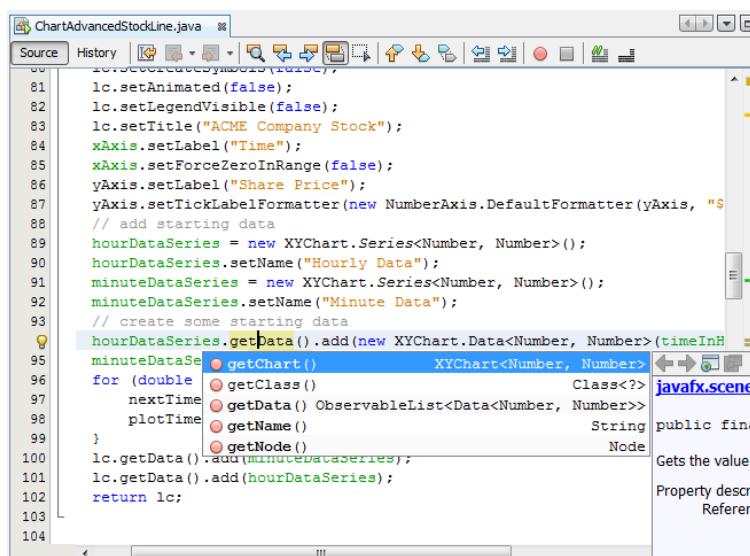 ChartAdvancedStockLine.java
Source History
80 lc.setCreateSymbols(false);
81 lc.setAnimated(false);
82 lc.setLegendVisible(false);
83 lc.setTitle("ACME Company Stock");
84 xAxis.setLabel("Time");
85 xAxis.setForceZeroInRange(false);
86 yAxis.setLabel("Share Price");
87 yAxis.setTickLabelFormatter(new NumberAxis.DefaultFormatter(yAxis, "$
88 // add starting data
89 hourDataSeries = new XYChart.Series<Number, Number>();
90 hourDataSeries.setName("Hourly Data");
91 minuteDataSeries = new XYChart.Series<Number, Number>();
92 minuteDataSeries.setName("Minute Data");
93 // create some starting data
hourDataSeries.getData().add(new XYChart.Data<Number, Number>(timeInH
95 minuteDataSe
96 for (double
97 nextTime
98 plotTime
99 }
100 lc.getData().add(minuteDataSeries);
101 lc.getData().add(hourDataSeries);
102 return lc;
103
104
getChart() XYChart<Number, Number>
getClass() Class<?>
getData() ObservableList<Data<Number, Number>>
getName() String
getNode() Node
javafx.scene
public fina
Gets the value
Property descr
Referen